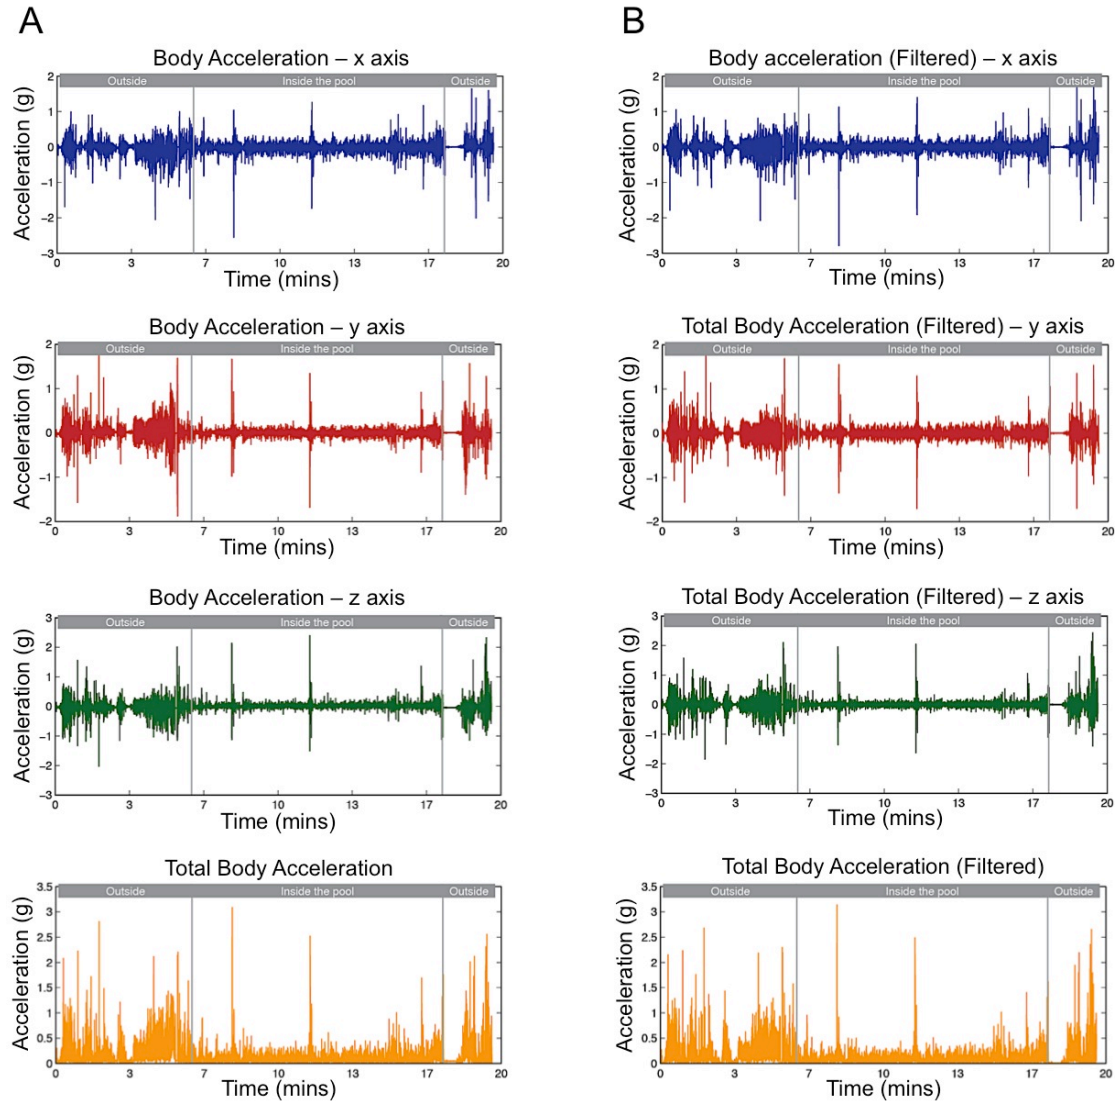 A
Body Acceleration – x axis
Outside Inside the pool Outside
Acceleration (g)
2
1
0
−1
−2
−3
0 3 7 10 13 17 20
Time (mins)
Body Acceleration – y axis
Outside Inside the pool Outside
Acceleration (g)
2
1
0
−1
−2
0 3 7 10 13 17 20
Time (mins)
Body Acceleration – z axis
Outside Inside the pool Outside
Acceleration (g)
3
2
1
0
−1
−2
−3
0 3 7 10 13 17 20
Time (mins)
Total Body Acceleration
Outside Inside the pool Outside
Acceleration (g)
3.5
3
2.5
2
1.5
1
0.5
0
0 3 7 10 13 17 20
Time (mins)
B
Body acceleration (Filtered) – x axis
Outside Inside the pool Outside
Acceleration (g)
2
1
0
−1
−2
−3
0 3 7 10 13 17 20
Time (mins)
Total Body Acceleration (Filtered) – y axis
Outside Inside the pool Outside
Acceleration (g)
2
1
0
−1
−2
0 3 7 10 13 17 20
Time (mins)
Total Body Acceleration (Filtered) – z axis
Outside Inside the pool Outside
Acceleration (g)
3
2
1
0
−1
−2
−3
0 3 7 10 13 17 20
Time (mins)
Total Body Acceleration (Filtered)
Outside Inside the pool Outside
Acceleration (g)
3.5
3
2.5
2
1.5
1
0.5
0
0 3 7 10 13 17 20
Time (mins)